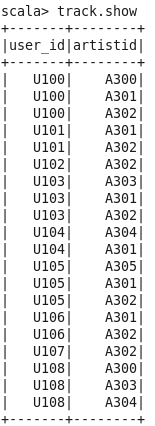 scala> track.show
+-------+--------+
|user_id|artistid|
+-------+--------+
|   U100|    A300|
|   U100|    A301|
|   U100|    A302|
|   U101|    A301|
|   U101|    A302|
|   U102|    A302|
|   U103|    A303|
|   U103|    A301|
|   U103|    A302|
|   U104|    A304|
|   U104|    A301|
|   U105|    A305|
|   U105|    A301|
|   U105|    A302|
|   U106|    A301|
|   U106|    A302|
|   U107|    A302|
|   U108|    A300|
|   U108|    A303|
|   U108|    A304|
+-------+--------+